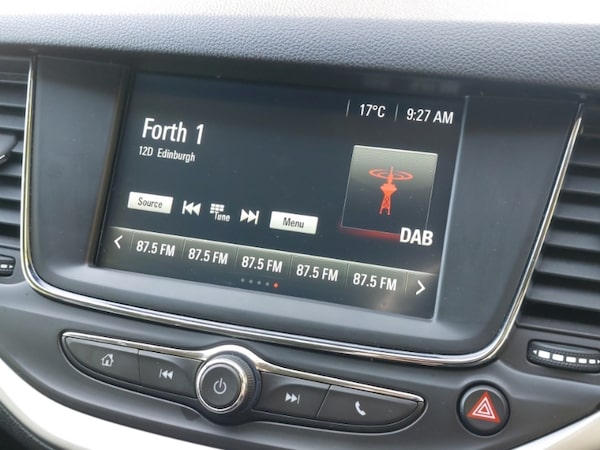 17°C 9:27 AM
Forth 1
12D Edinburgh
Source Tune Menu
DAB
87.5 FM 87.5 FM 87.5 FM 87.5 FM 87.5 FM